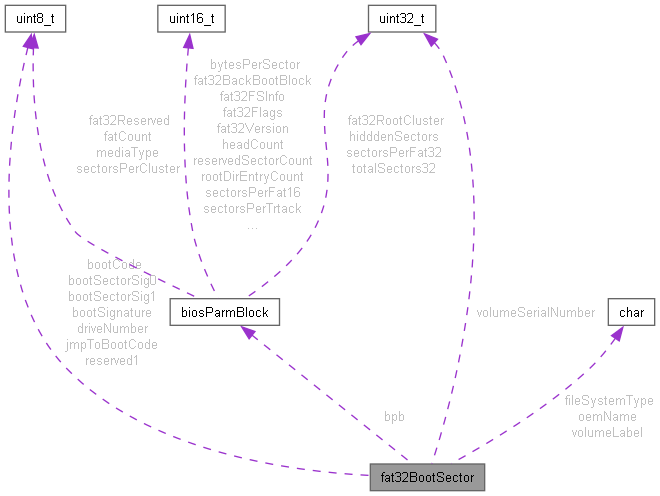 uint8_t
uint16_t
uint32_t
bytesPerSector
fat32BackBootBlock
fat32FSInfo
fat32Flags
fat32Version
headCount
reservedSectorCount
rootDirEntryCount
sectorsPerFat16
sectorsPerTrtack
...
fat32Reserved
fatCount
mediaType
sectorsPerCluster
fat32RootCluster
hidddenSectors
sectorsPerFat32
totalSectors32
bootCode
bootSectorSig0
bootSectorSig1
bootSignature
driveNumber
jmpToBootCode
reserved1
biosParmBlock
volumeSerialNumber
char
bpb
fileSystemType
oemName
volumeLabel
fat32BootSector